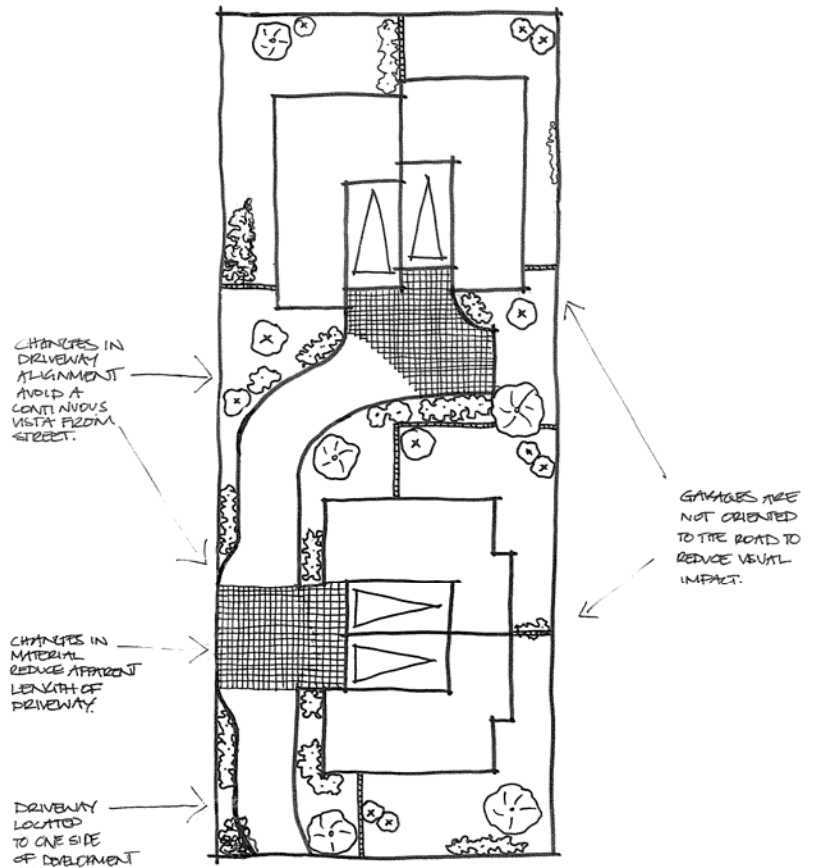 CHANGES IN
DRIVEWAY
ALIGNMENT
AVOID A
CONTINUOUS
VISTA FROM
STREET.
GARAGES ARE
NOT ORIENTED
TO THE ROAD TO
REDUCE VISUAL
IMPACT.
CHANGES IN
MATERIAL
REDUCE APPARENT
LENGTH OF
DRIVEWAY.
DRIVEWAY
LOCATED
TO ONE SIDE
OF DEVELOPMENT